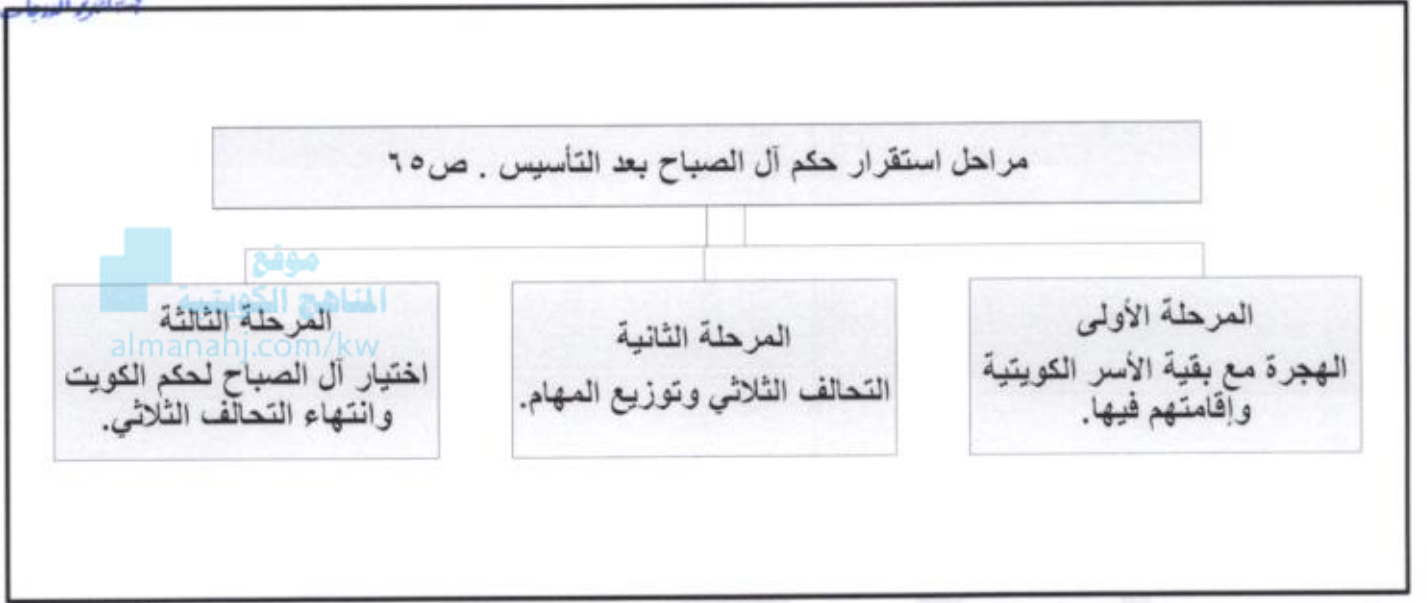 مراحل استقرار حكم آل الصباح بعد التأسيس . ص٦٥
المرحلة الأولى
الهجرة مع بقية الأسر الكويتية
وإقامتهم فيها.
المرحلة الثانية
التحالف الثلاثي وتوزيع المهام.
المرحلة الثالثة
اختيار آل الصباح لحكم الكويت
وانتهاء التحالف الثلاثي.
موقع
المناهج الكويتية
almanahj.com/kw